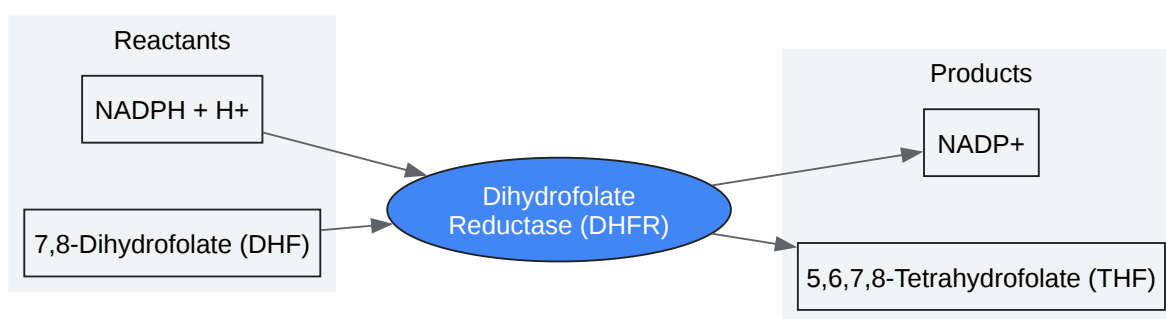 Reactants
NADPH + H+
7,8-Dihydrofolate (DHF)
Dihydrofolate
Reductase (DHFR)
Products
NADP+
5,6,7,8-Tetrahydrofolate (THF)